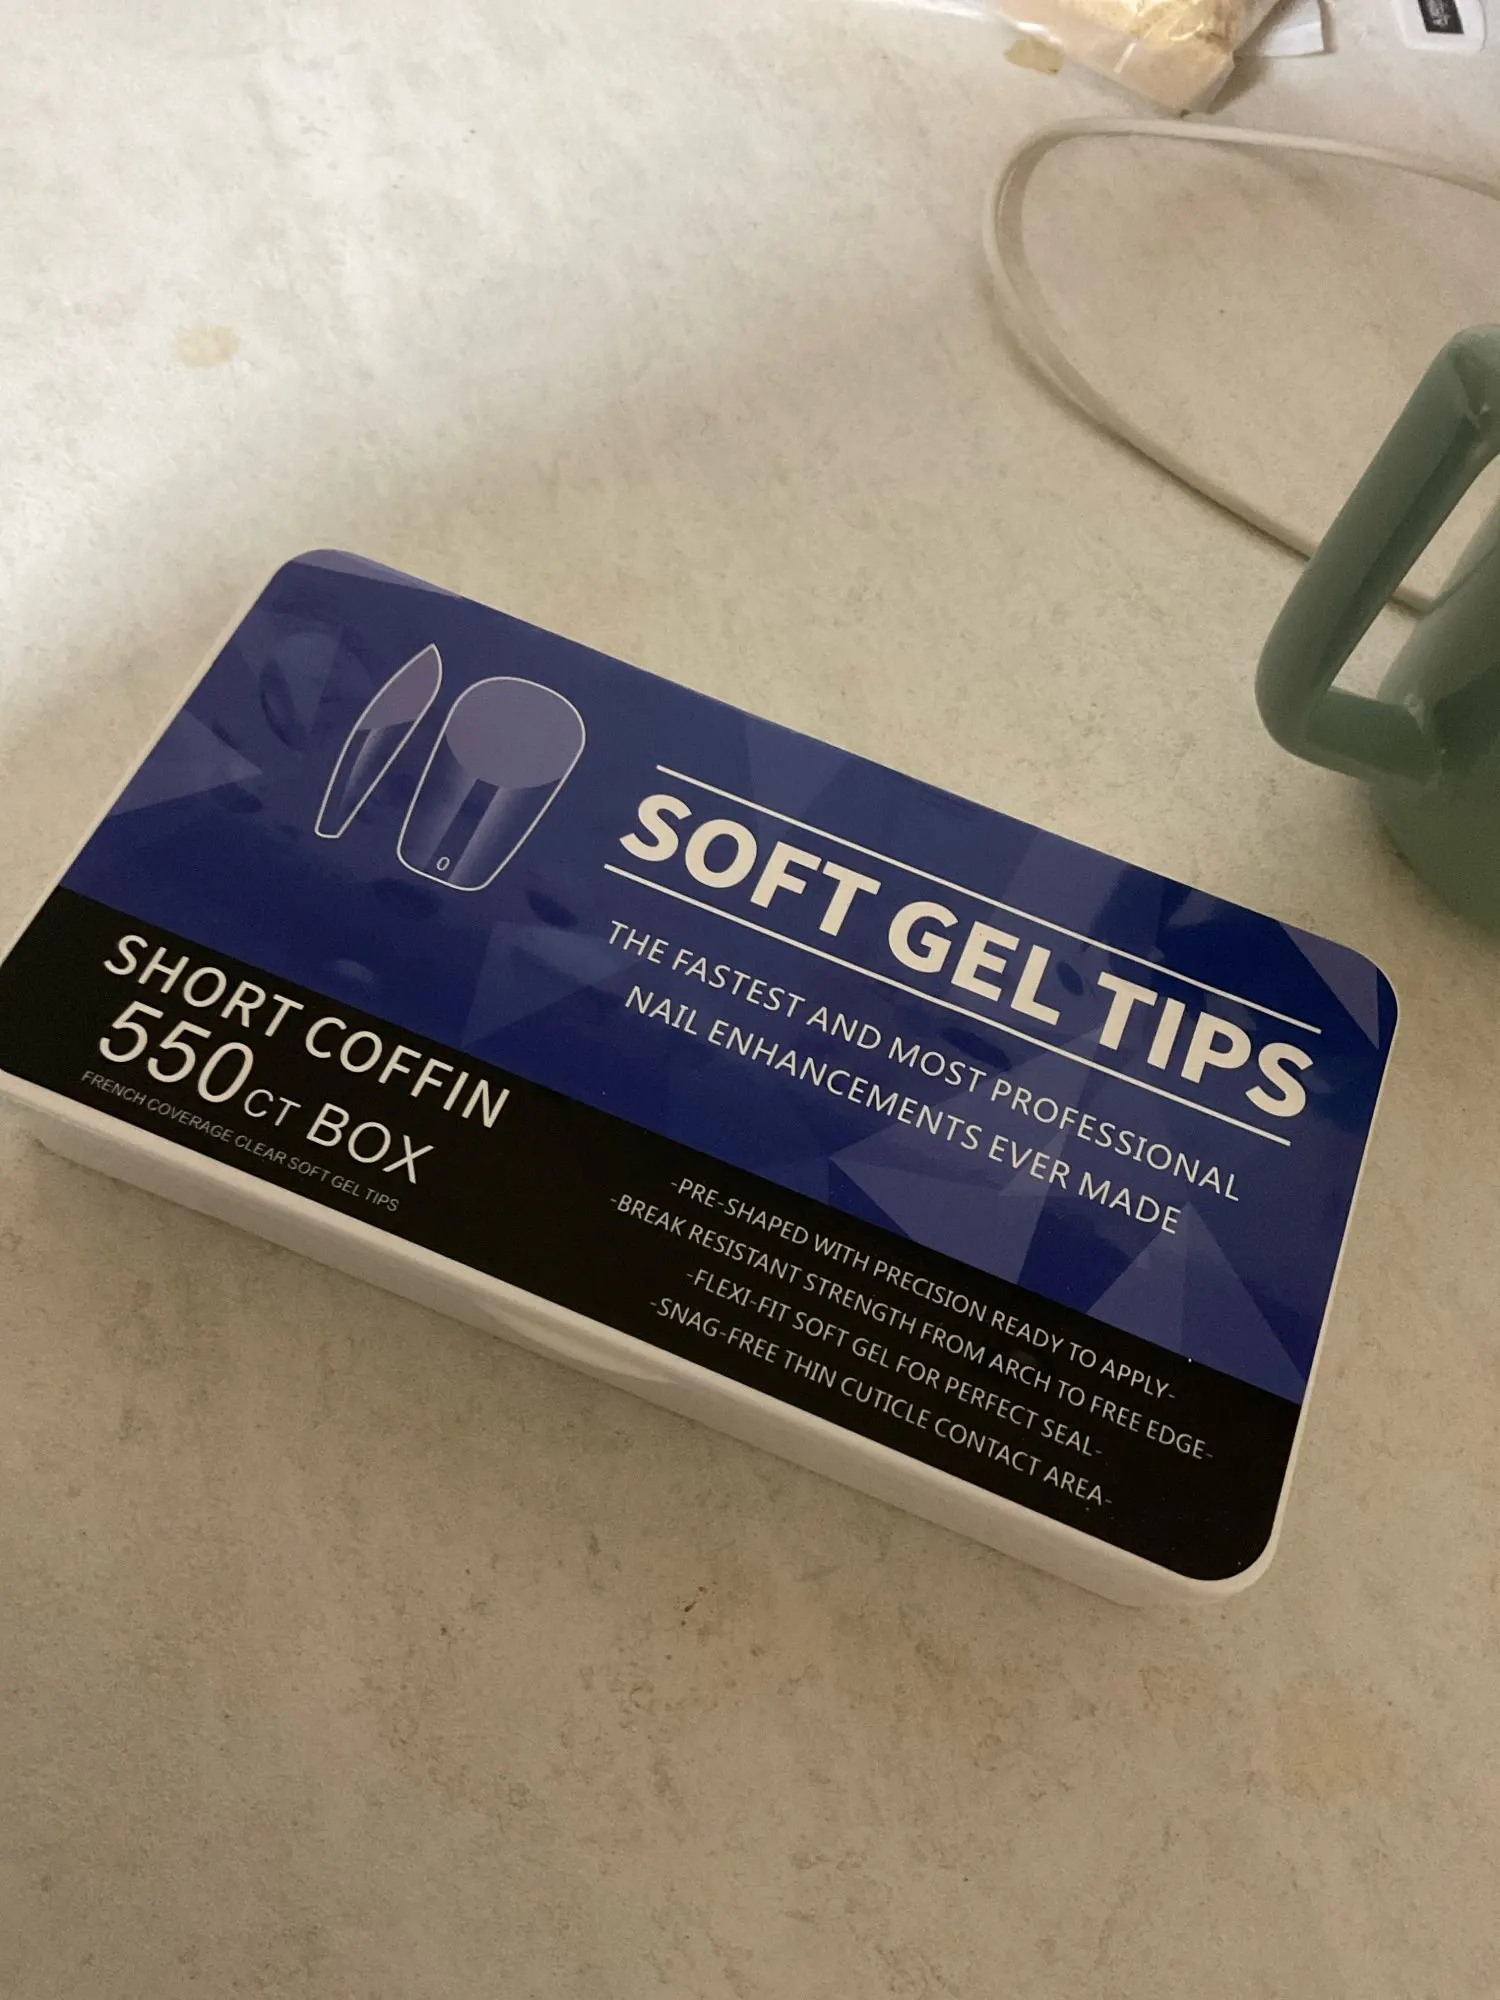 SOFT GEL TIPS
THE FASTEST AND MOST PROFESSIONAL
NAIL ENHANCEMENTS EVER MADE
0
SHORT COFFIN
550CT BOX
FRENCH COVERAGE CLEAR SOFT GEL TIPS
-PRE-SHAPED WITH PRECISION READY TO APPLY-
-BREAK RESISTANT STRENGTH FROM ARCH TO FREE EDGE-
-FLEXI-FIT SOFT GEL FOR PERFECT SEAL-
-SNAG-FREE THIN CUTICLE CONTACT AREA-